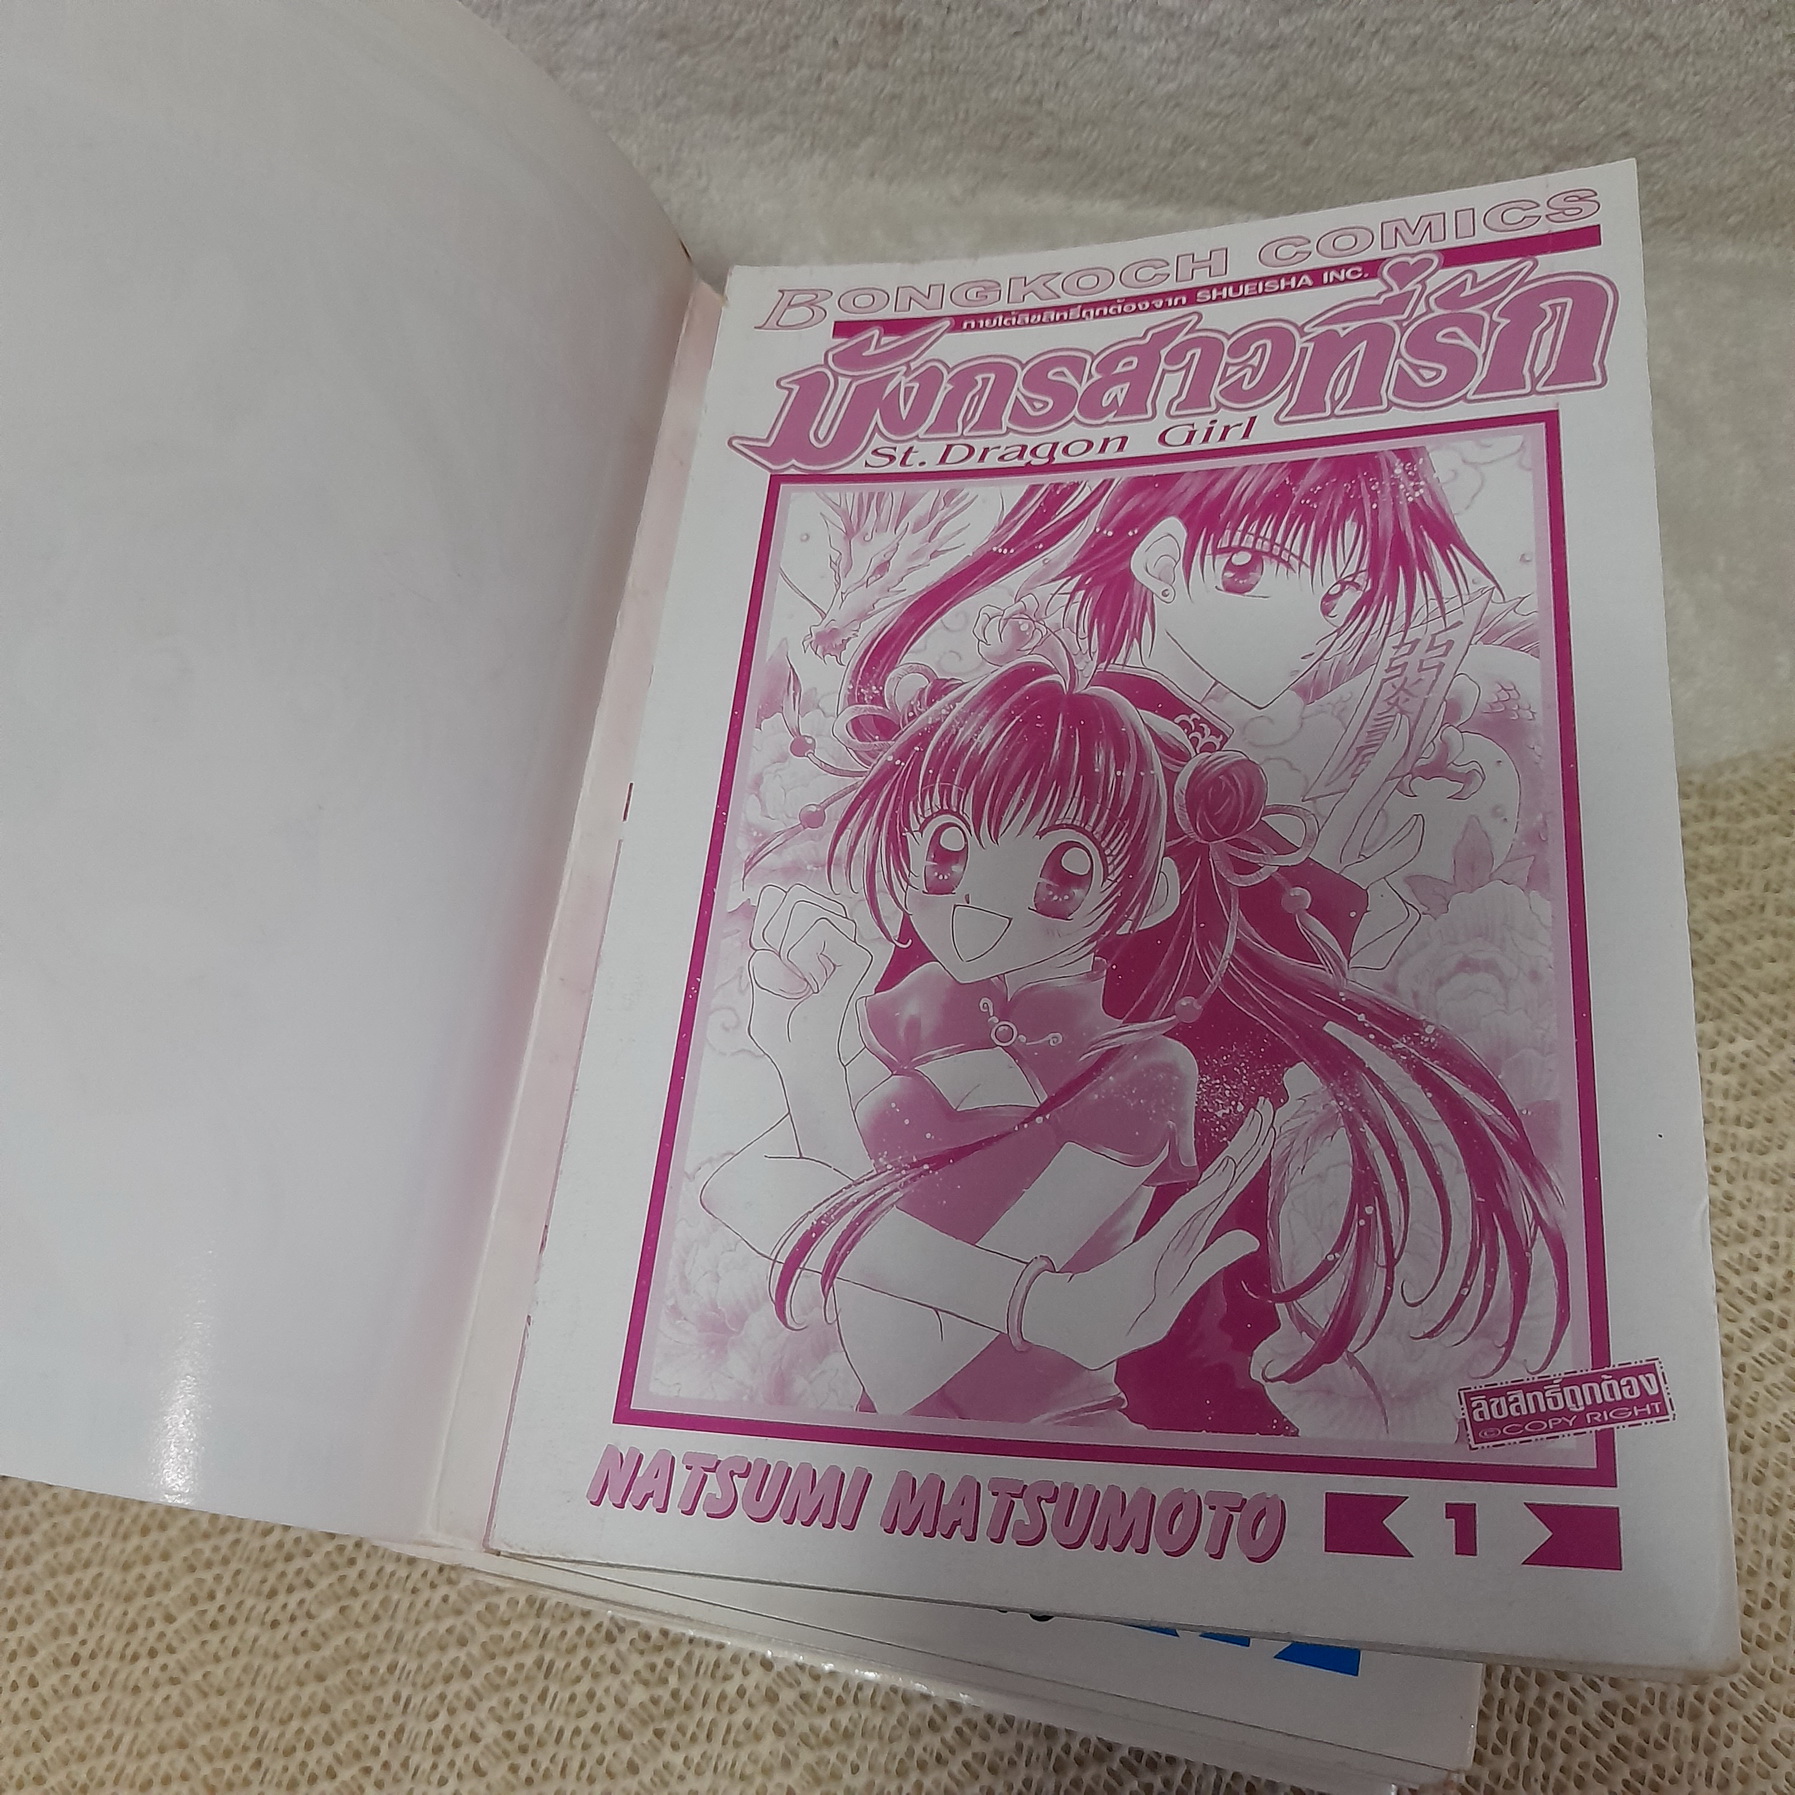 BONGKOCH COMICS
ภายใต้ลิขสิทธิ์ถูกต้องจาก SHUEISHA INC.
มังกรสาวที่รัก
St. Dragon Girl
ลิขสิทธิ์ถูกต้อง
©COPY RIGHT
NATSUMI MATSUMOTO 1